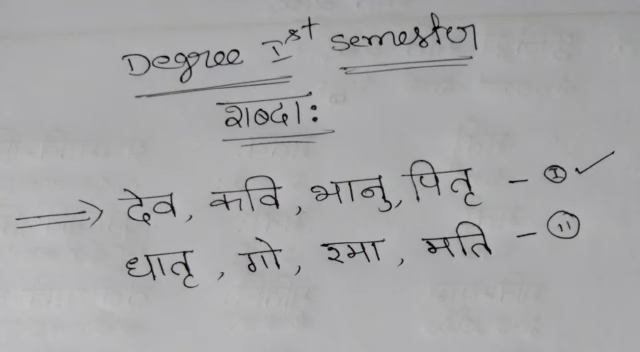 Degree Ist semester
शब्दाः
⟹ देव, कवि, भानु, पितृ - ① ✓
धातृ, गो, रमा, मति - ⑪